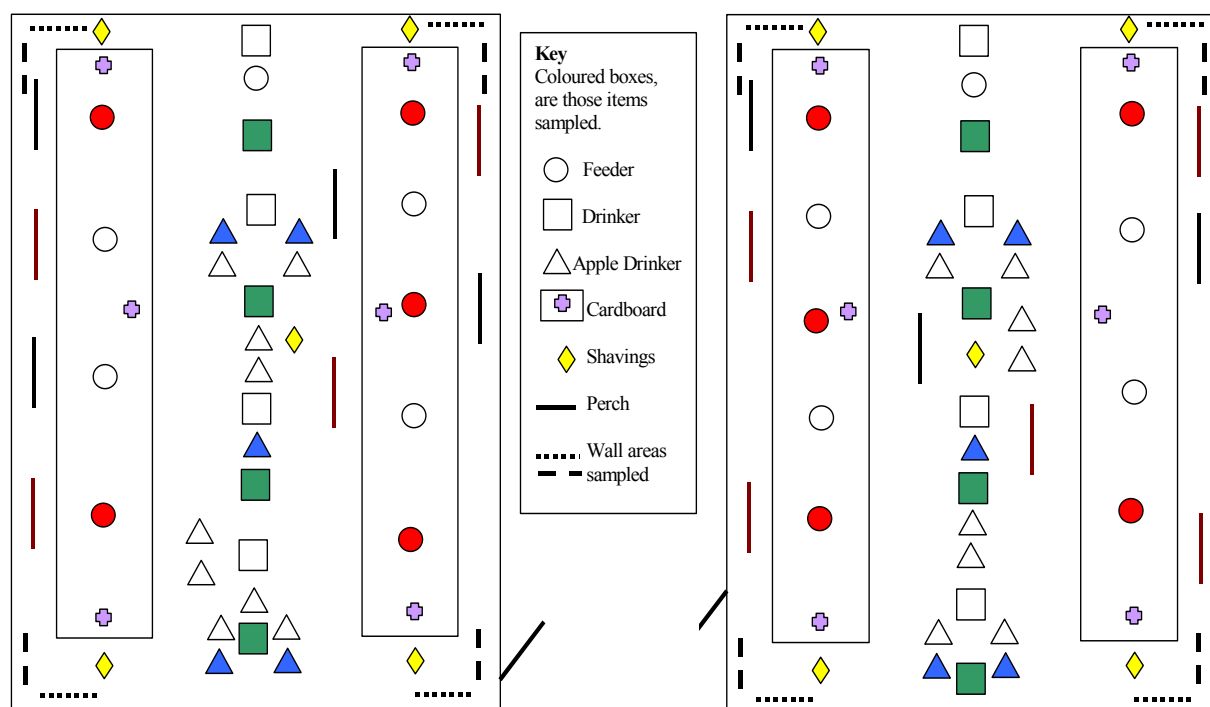 Key
Coloured boxes,
are those items
sampled.
Feeder
Drinker
Apple Drinker
Cardboard
Shavings
Perch
Wall areas
sampled